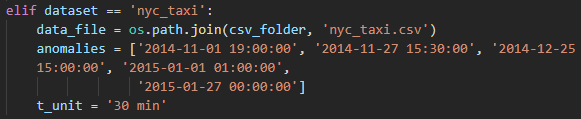 elif dataset == 'nyc_taxi':
    data_file = os.path.join(csv_folder, 'nyc_taxi.csv')
    anomalies = ['2014-11-01 19:00:00', '2014-11-27 15:30:00', '2014-12-25
    15:00:00', '2015-01-01 01:00:00',
                 '2015-01-27 00:00:00']
    t_unit = '30 min'